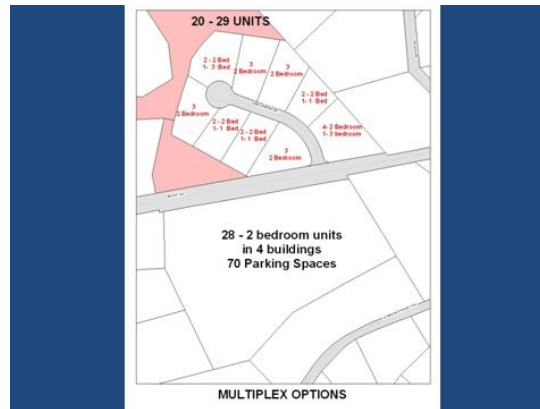 20 - 29 UNITS
2 - 2 Bed
1- 3 Bed
3
2 Bedroom
3
2 Bedroom
2 - 2 Bed
1- 1 Bed
3
2 Bedroom
2 - 2 Bed
1- 1 Bed
2 - 2 Bed
1- 1 Bed
4- 2 Bedroom
1- 3 bedroom
3
2 Bedroom
28 - 2 bedroom units
in 4 buildings
70 Parking Spaces
MULTIPLEX OPTIONS